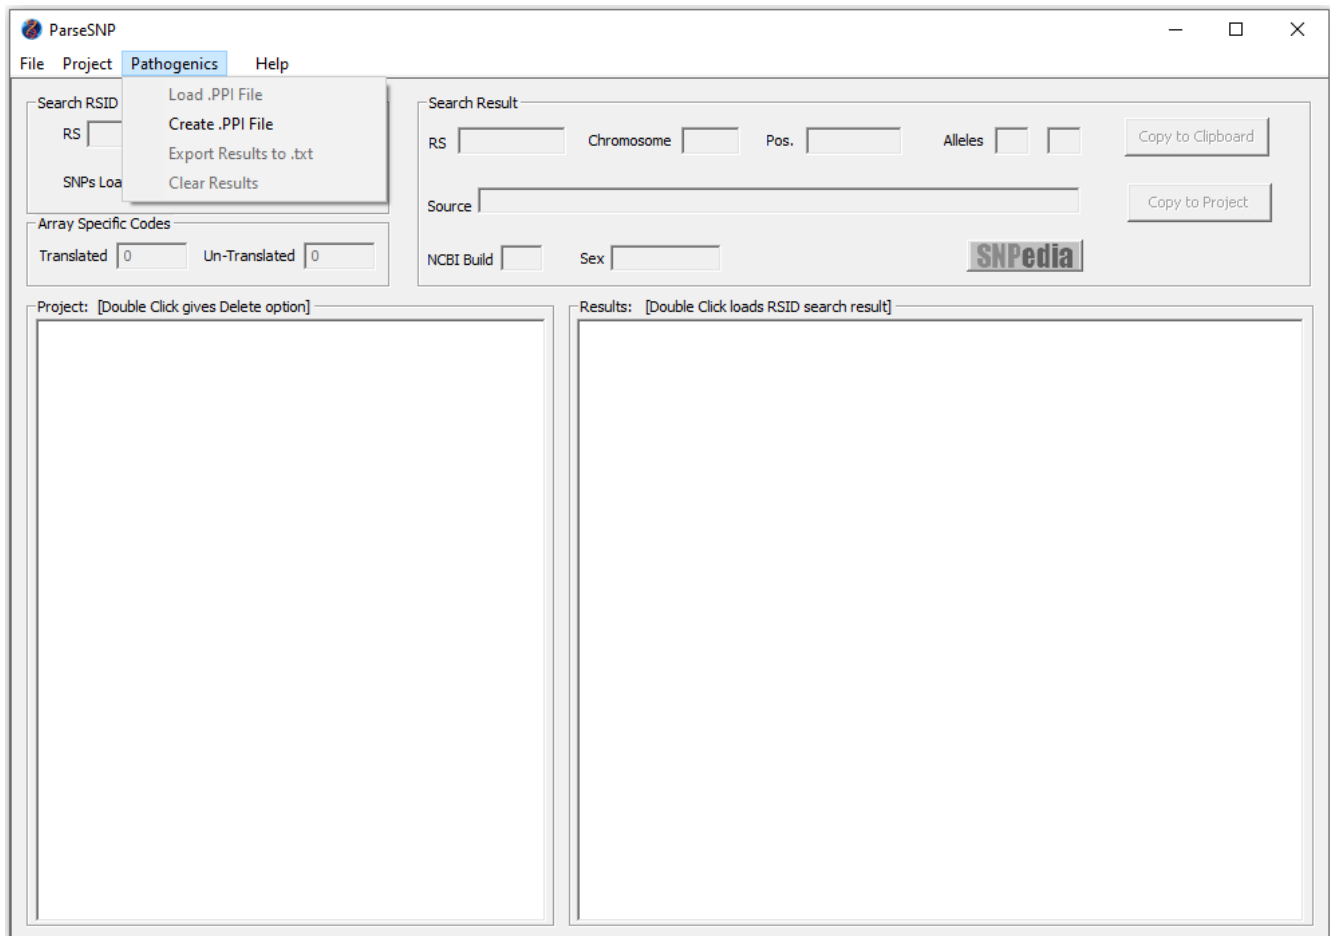 ParseSNP
File Project Pathogenics Help
Load .PPI File
Create .PPI File
Export Results to .txt
Clear Results
Search RSID
RS
SNPs Loa
Array Specific Codes
Translated 0 Un-Translated 0
Search Result
RS Chromosome Pos. Alleles Copy to Clipboard
Source Copy to Project
NCBI Build Sex SNPedia
Project: [Double Click gives Delete option]
Results: [Double Click loads RSID search result]